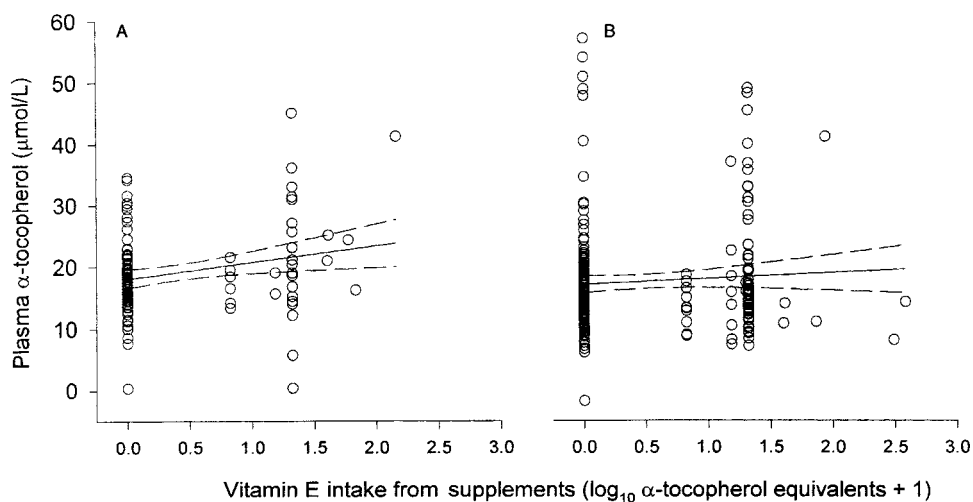 A
B
Plasma α-tocopherol (μmol/L)
60
50
40
30
20
10
0
0.0 0.5 1.0 1.5 2.0 2.5 3.0
0.0 0.5 1.0 1.5 2.0 2.5 3.0
Vitamin E intake from supplements (log10 α-tocopherol equivalents + 1)